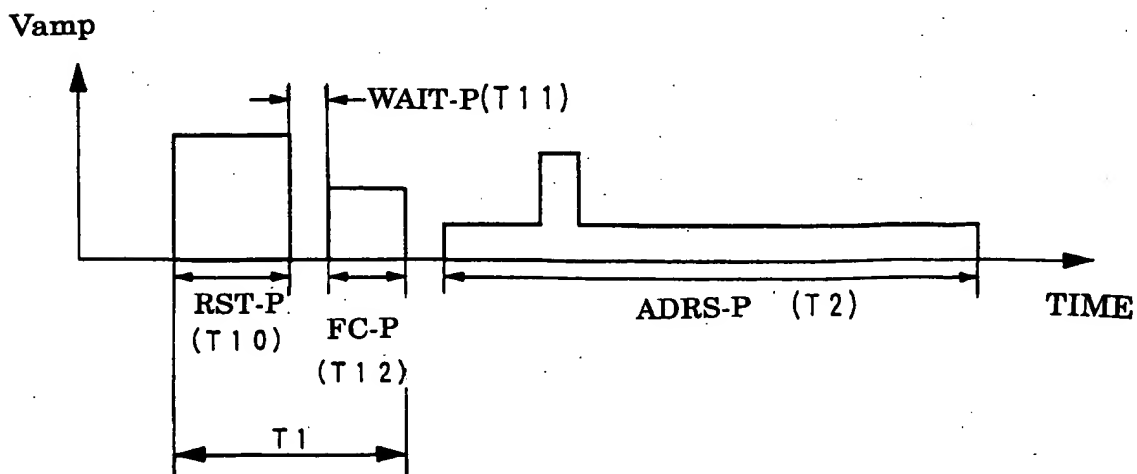 Vamp
WAIT-P(T11)
RST-P
(T10)
FC-P
(T12)
ADRS-P (T2)
TIME
T1